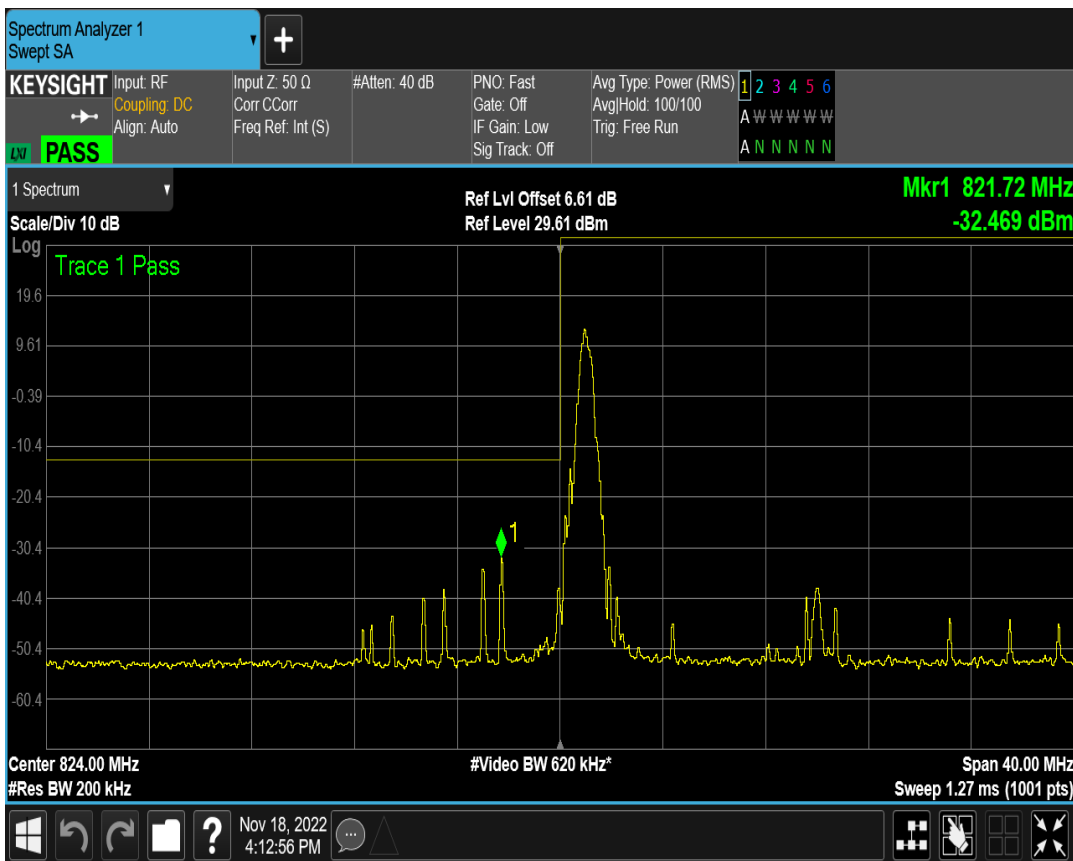 Spectrum Analyzer 1
Swept SA
+
KEYSIGHT
Input: RF
Coupling: DC
Align: Auto
LXI PASS
Input Z: 50 Ω
Corr CCorr
Freq Ref: Int (S)
#Atten: 40 dB
PNO: Fast
Gate: Off
IF Gain: Low
Sig Track: Off
Avg Type: Power (RMS)
Avg|Hold: 100/100
Trig: Free Run
1 2 3 4 5 6
A W W W W W
A N N N N N
1 Spectrum
Scale/Div 10 dB
Ref Lvl Offset 6.61 dB
Ref Level 29.61 dBm
Mkr1 821.72 MHz
-32.469 dBm
Log
Trace 1 Pass
19.6
9.61
-0.39
-10.4
-20.4
-30.4
-40.4
-50.4
-60.4
1
Center 824.00 MHz
#Res BW 200 kHz
#Video BW 620 kHz*
Span 40.00 MHz
Sweep 1.27 ms (1001 pts)
?
Nov 18, 2022
4:12:56 PM